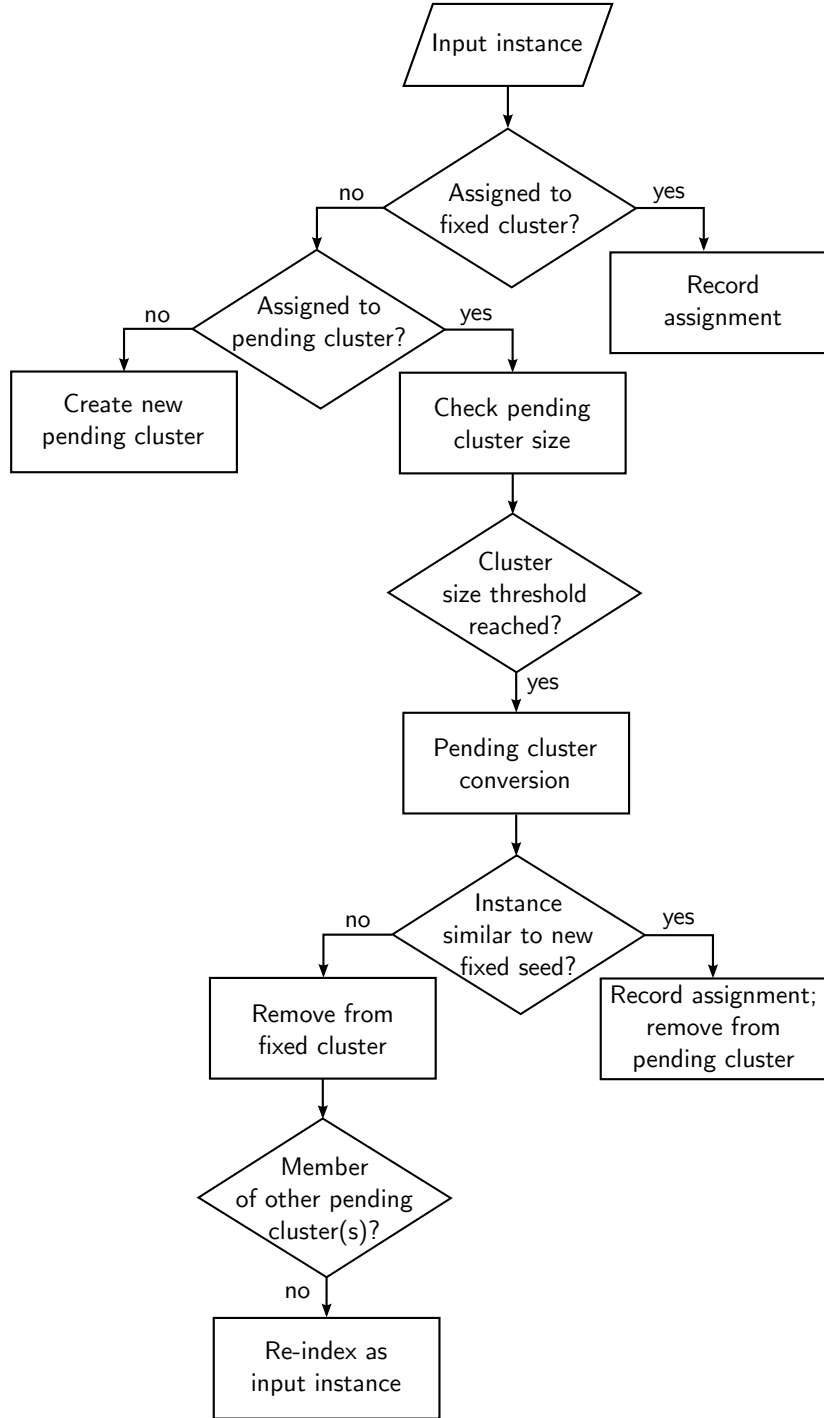 Input instance
Assigned to
fixed cluster?
no
yes
Record
assignment
Assigned to
pending cluster?
no
yes
Create new
pending cluster
Check pending
cluster size
Cluster
size threshold
reached?
yes
Pending cluster
conversion
Instance
similar to new
fixed seed?
no
yes
Remove from
fixed cluster
Record assignment;
remove from
pending cluster
Member
of other pending
cluster(s)?
no
Re-index as
input instance